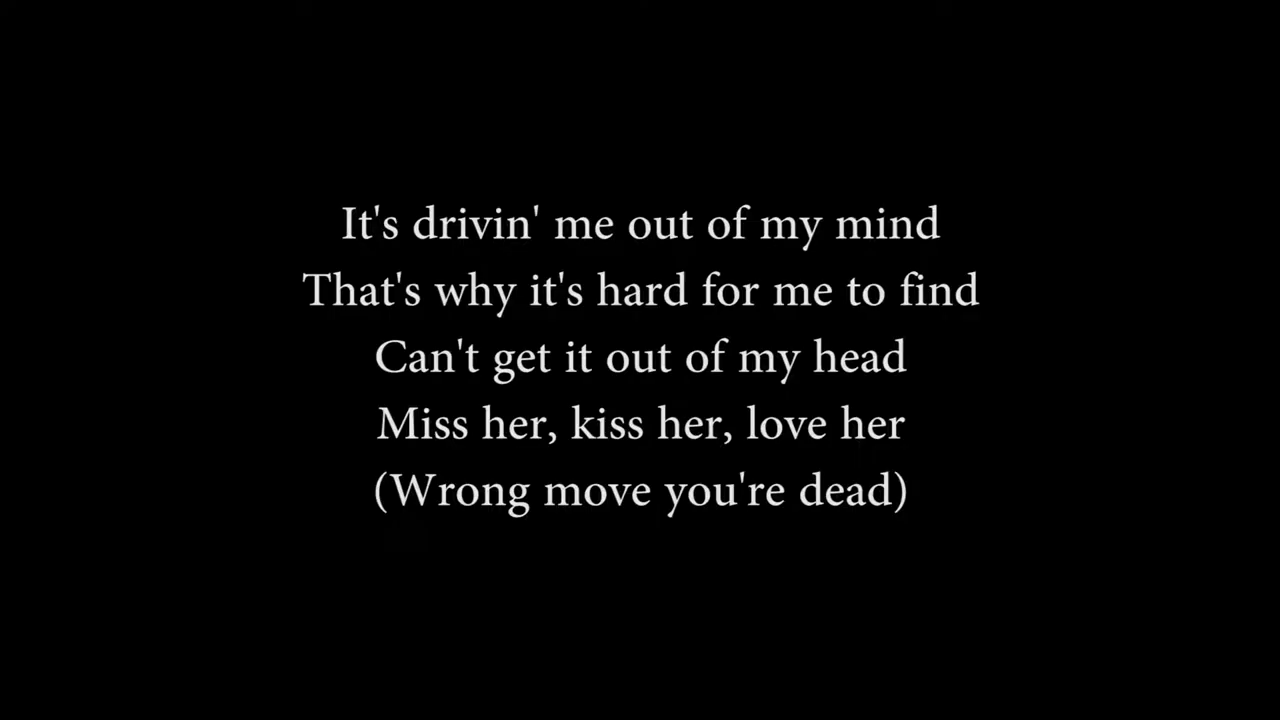 It's drivin' me out of my mind
That's why it's hard for me to find
Can't get it out of my head
Miss her, kiss her, love her
(Wrong move you're dead)